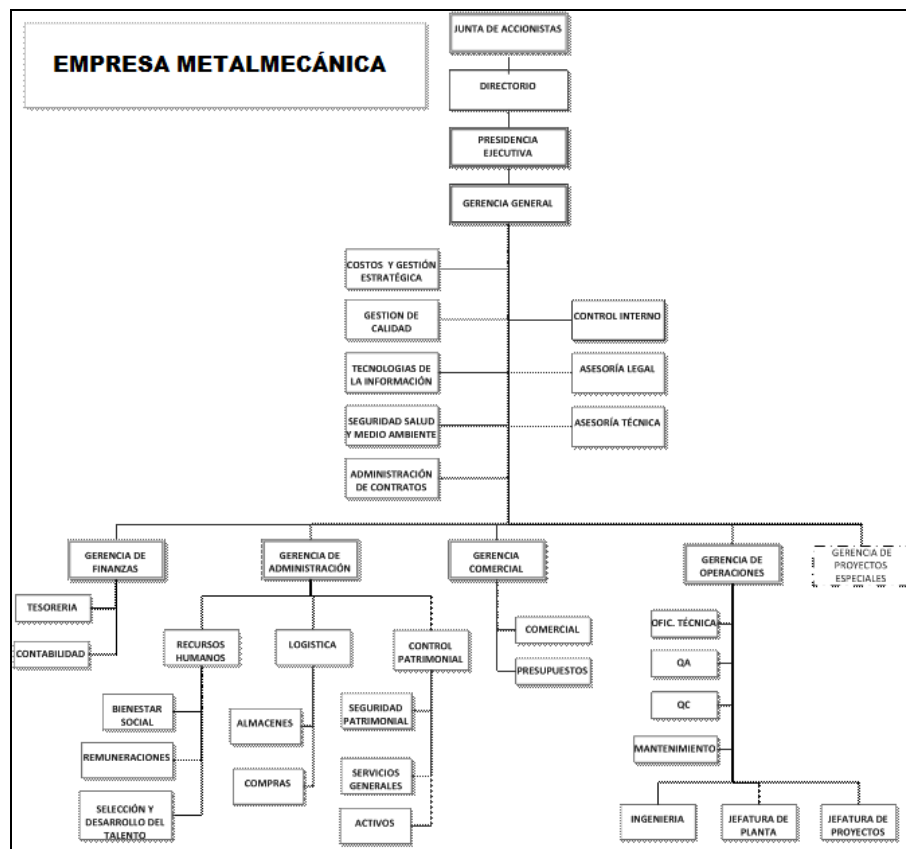 EMPRESA METALMECÁNICA
JUNTA DE ACCIONISTAS
DIRECTORIO
PRESIDENCIA
EJECUTIVA
GERENCIA GENERAL
COSTOS Y GESTIÓN
ESTRATÉGICA
GESTION DE
CALIDAD
CONTROL INTERNO
TECNOLOGIAS DE
LA INFORMACIÓN
ASESORÍA LEGAL
SEGURIDAD SALUD
Y MEDIO AMBIENTE
ASESORÍA TÉCNICA
ADMINISTRACIÓN
DE CONTRATOS
GERENCIA DE
FINANZAS
GERENCIA DE
ADMINISTRACIÓN
GERENCIA
COMERCIAL
GERENCIA DE
OPERACIONES
GERENCIA DE
PROYECTOS
ESPECIALES
TESORERIA
CONTABILIDAD
RECURSOS
HUMANOS
LOGISTICA
CONTROL
PATRIMONIAL
COMERCIAL
PRESUPUESTOS
OFIC. TÉCNICA
QA
QC
MANTENIMIENTO
BIENESTAR
SOCIAL
REMUNERACIONES
SELECCIÓN Y
DESARROLLO DEL
TALENTO
ALMACENES
COMPRAS
SEGURIDAD
PATRIMONIAL
SERVICIOS
GENERALES
ACTIVOS
INGENIERIA
JEFATURA DE
PLANTA
JEFATURA DE
PROYECTOS